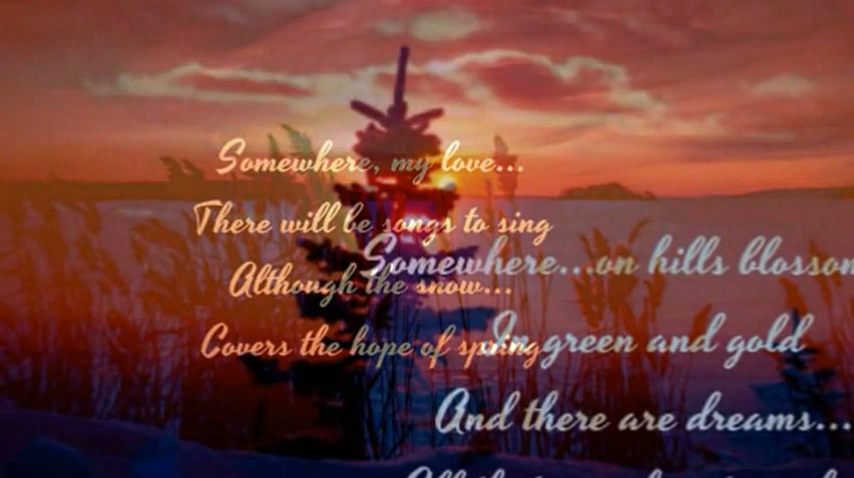 Somewhere, my love...
There will be songs to sing
Although the snow...
Covers the hope of spring
Somewhere...on hills blossom
In green and gold
And there are dreams...